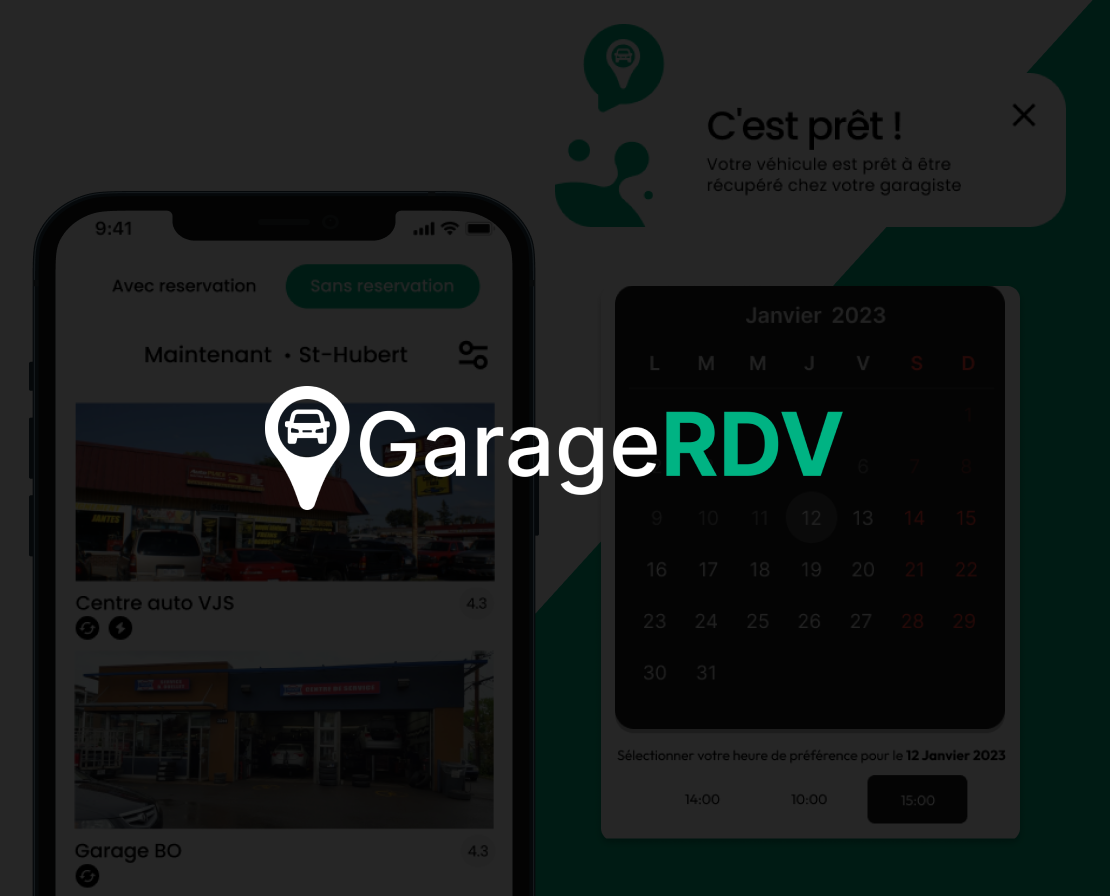 C'est prêt !
Votre véhicule est prêt à être
récupéré chez votre garagiste
9:41
Avec reservation
Sans reservation
Maintenant • St-Hubert
GarageRDV
JANTES
Centre auto VJS
4.3
Garage BO
4.3
Janvier 2023
L M M J V S D
1
6 7 8
9 10 11 12 13 14 15
16 17 18 19 20 21 22
23 24 25 26 27 28 29
30 31
Sélectionner votre heure de préférence pour le 12 Janvier 2023
14:00 10:00 15:00